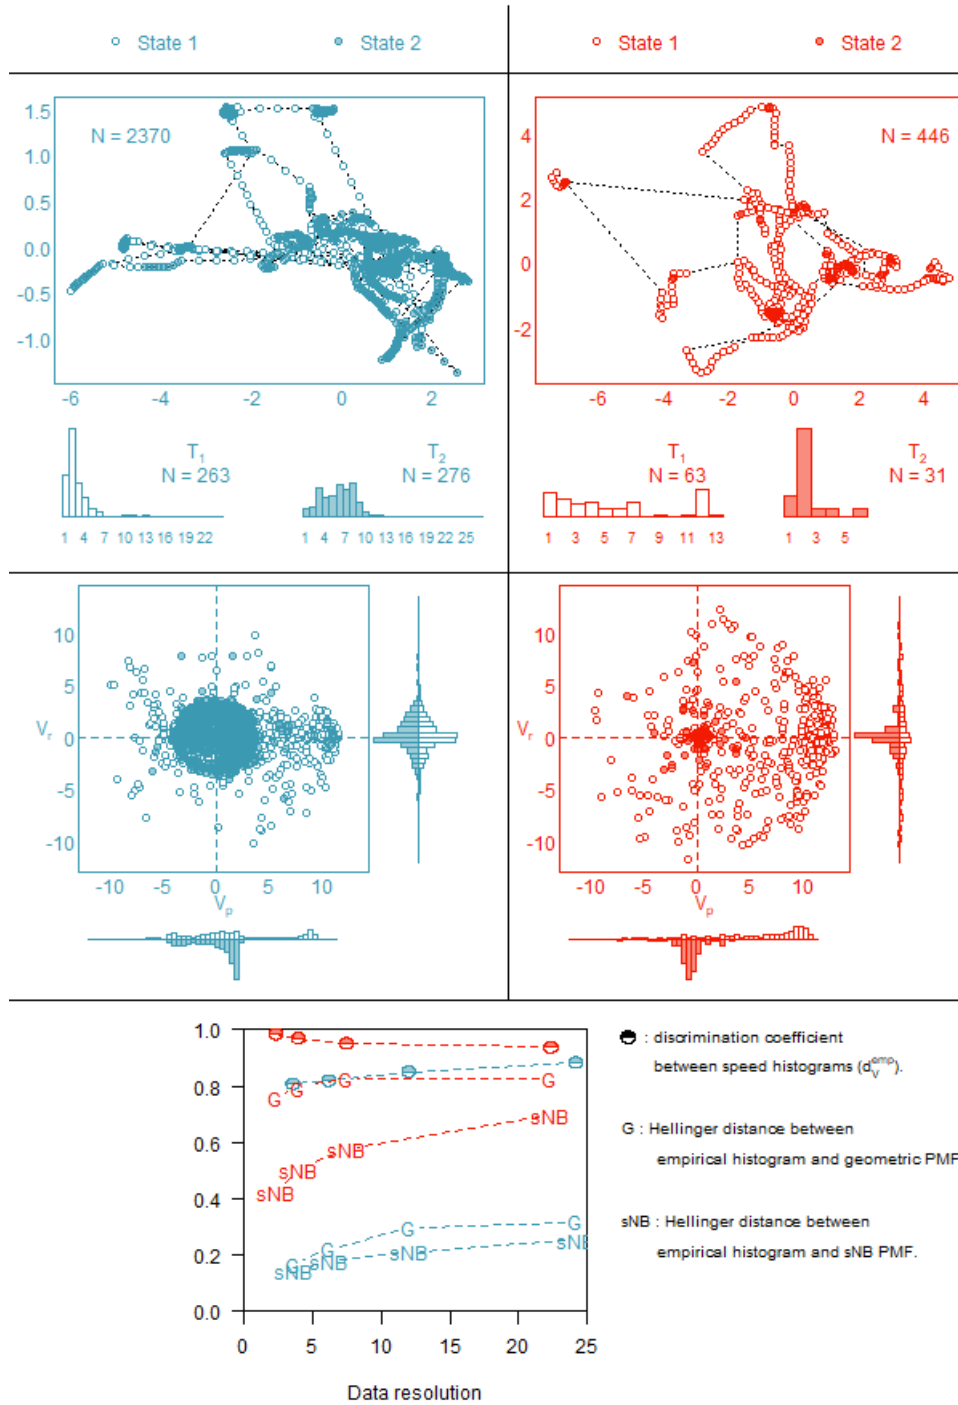 State 1 State 2 State 1 State 2
1.5
1.0
0.5
0.0
-0.5
-1.0
N = 2370
-6 -4 -2 0 2
4
2
0
-2
N = 446
-6 -4 -2 0 2 4
T1
N = 263
1 4 7 10 13 16 19 22
T2
N = 276
1 4 7 10 13 16 19 22 25
T1
N = 63
1 3 5 7 9 11 13
T2
N = 31
1 3 5
10
5
Vr 0
-5
-10
-10 -5 0 5 10
Vp
10
5
Vr 0
-5
-10
-10 -5 0 5 10
Vp
1.0
0.8
0.6
0.4
0.2
0.0
G G G G
sNB sNB sNB sNB
G G G G
sNB sNB sNB sNB
0 5 10 15 20 25
Data resolution
: discrimination coefficient
between speed histograms (d_V^emp).
G : Hellinger distance between
empirical histogram and geometric PMF
sNB : Hellinger distance between
empirical histogram and sNB PMF.